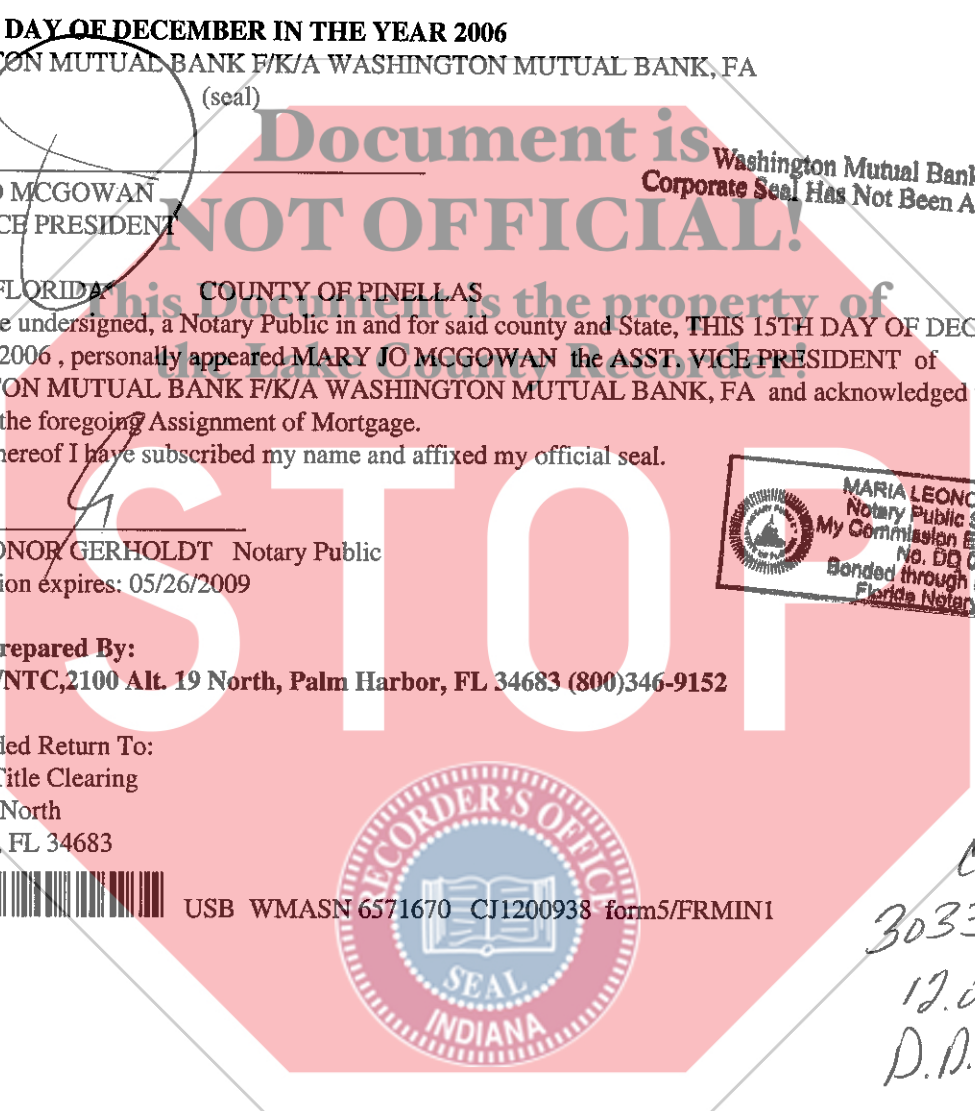 DAY OF DECEMBER IN THE YEAR 2006
TON MUTUAL BANK F/K/A WASHINGTON MUTUAL BANK, FA
(seal)
Document is
Washington Mutual Bank
Corporate Seal Has Not Been A
O MCGOWAN
CE PRESIDENT
NOT OFFICIAL!
FLORIDA COUNTY OF PINELLAS
This Document is the property of
e undersigned, a Notary Public in and for said county and State, THIS 15TH DAY OF DEC
2006 , personally appeared MARY JO MCGOWAN the ASST. VICE PRESIDENT of
the Lake County Recorder!
ON MUTUAL BANK F/K/A WASHINGTON MUTUAL BANK, FA and acknowledged
the foregoing Assignment of Mortgage.
hereof I have subscribed my name and affixed my official seal.
STOP
MARIA LEONO
Notary Public S
My Commission E
No. DD 0
Bonded through
Florida Notary
ONOR GERHOLDT Notary Public
ion expires: 05/26/2009
repared By:
/NTC,2100 Alt. 19 North, Palm Harbor, FL 34683 (800)346-9152
ded Return To:
Title Clearing
North
, FL 34683
USB WMASN 6571670 CJ1200938 form5/FRMIN1
RECORDER'S OFFICE
SEAL
INDIANA
3033
12.0
D.D.